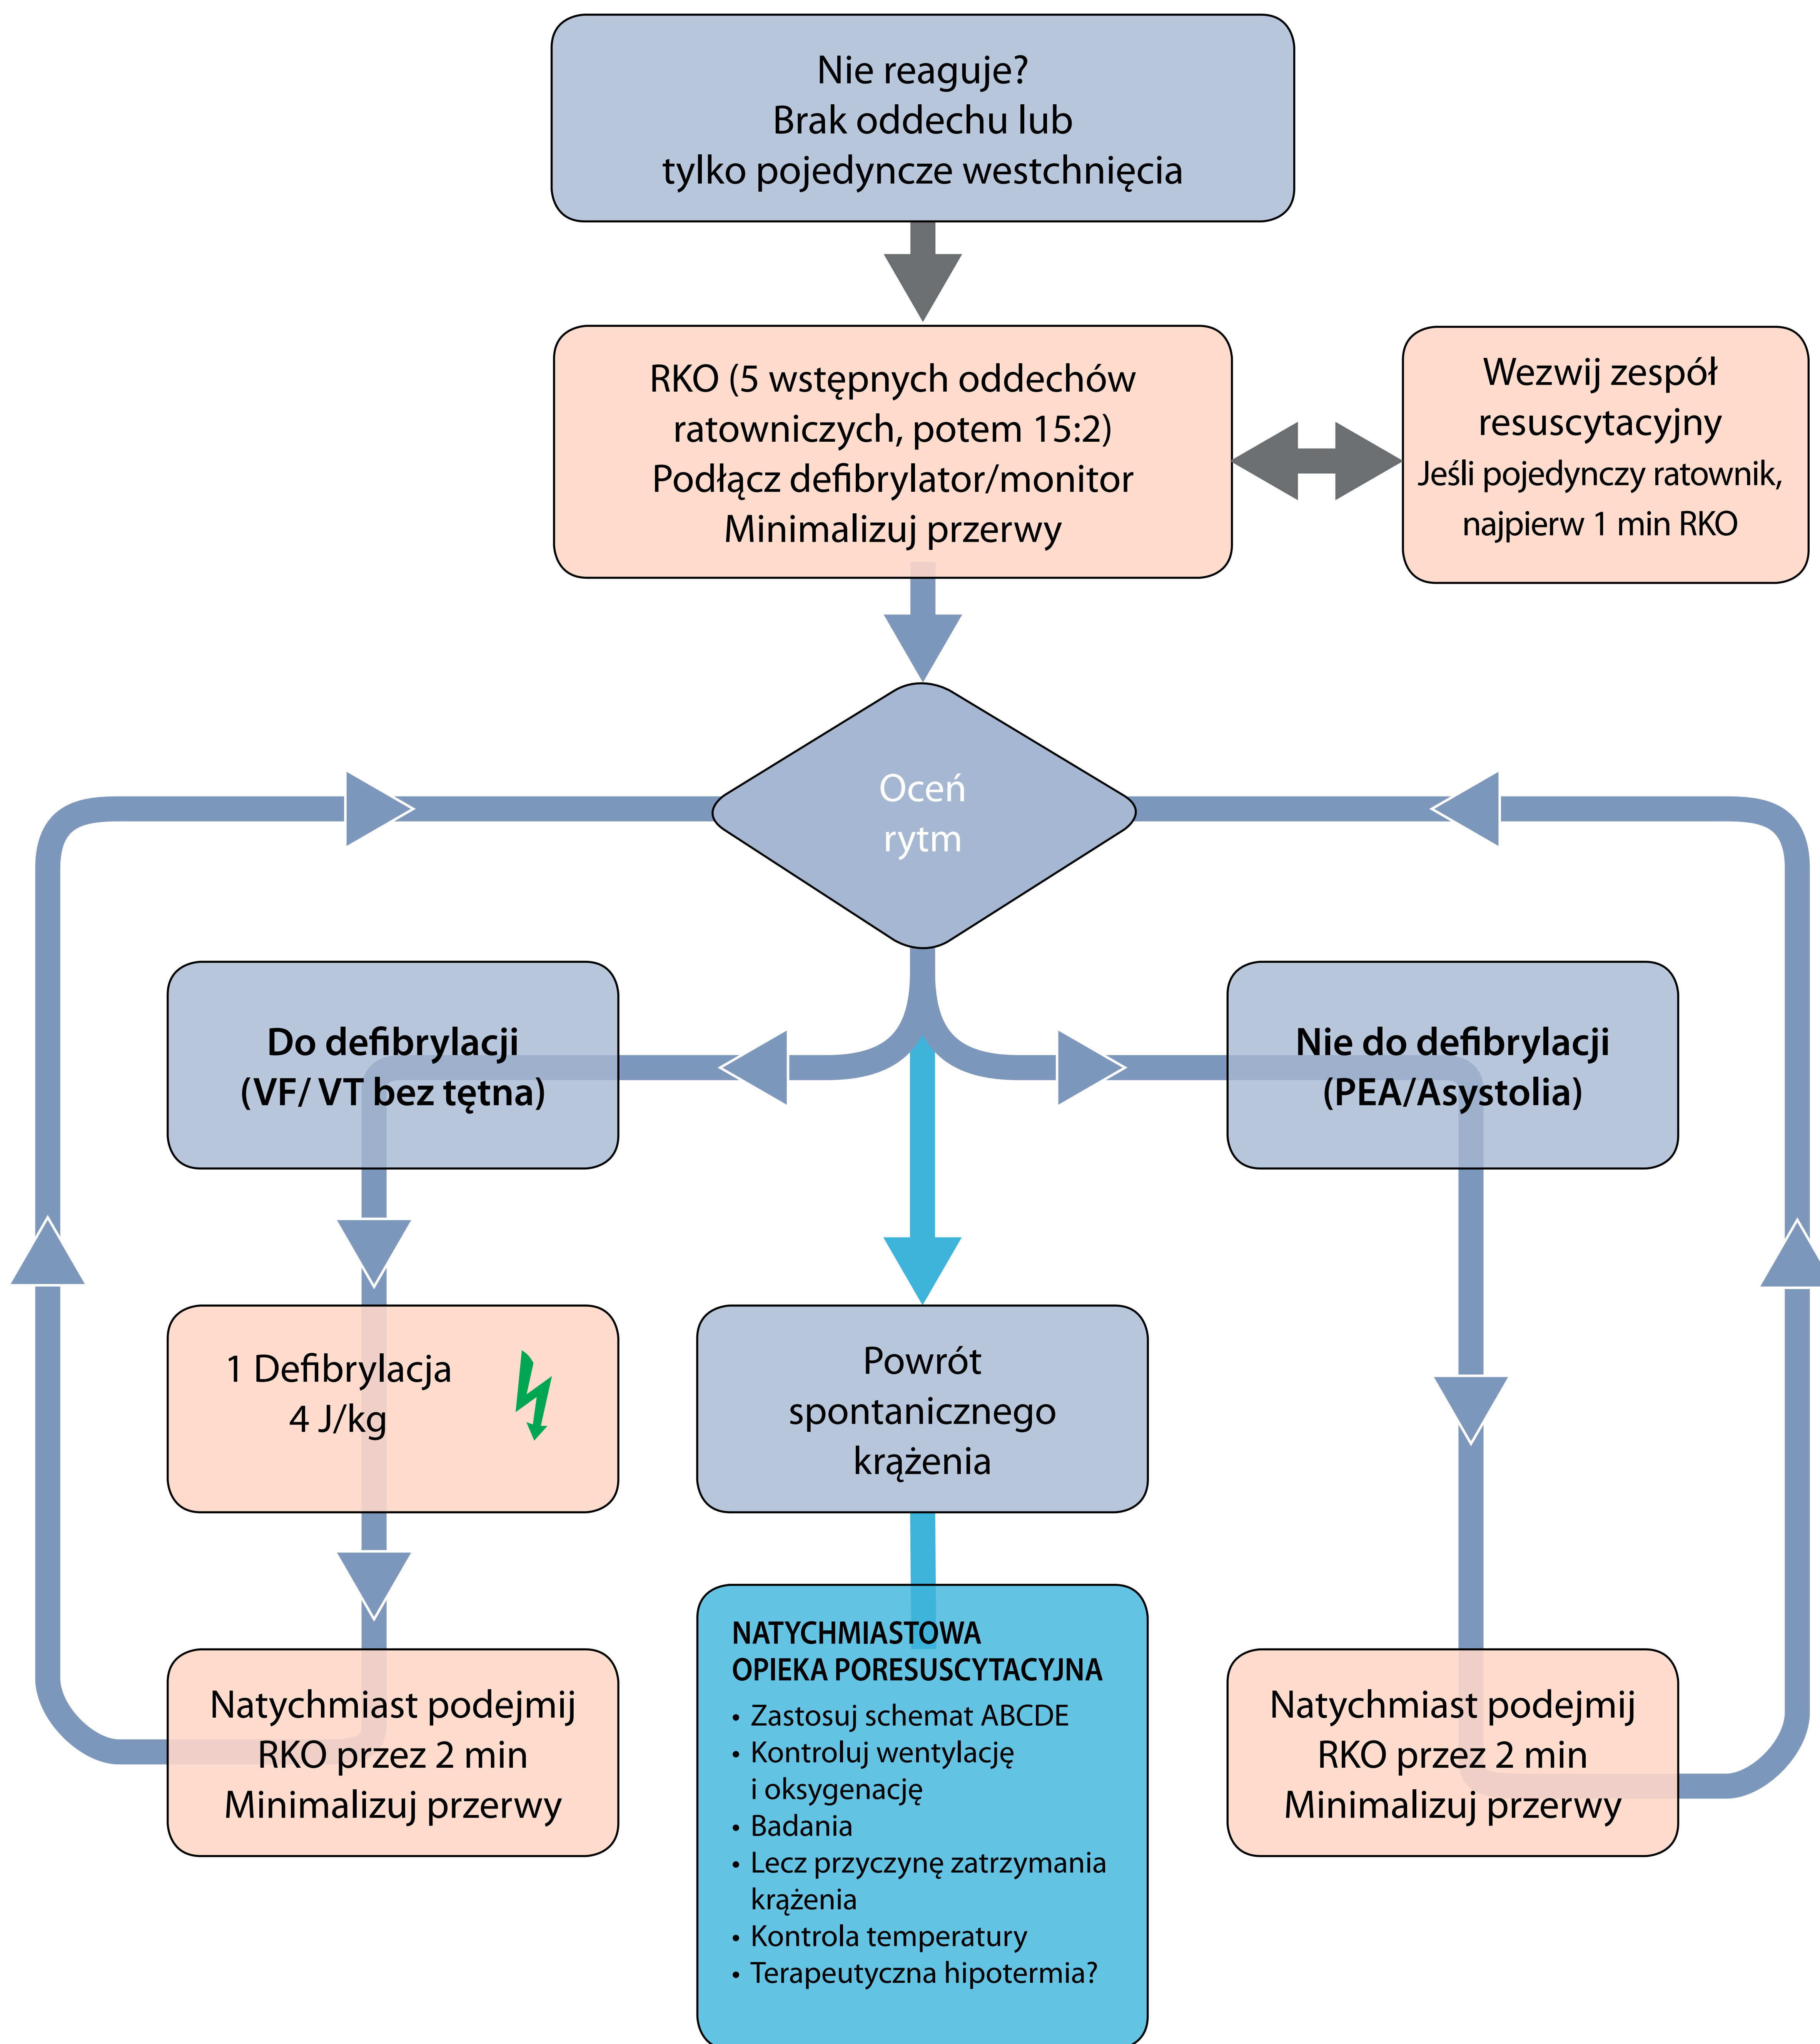 Nie reaguje?
Brak oddechu lub
tylko pojedyncze westchnięcia
RKO (5 wstępnych oddechów
ratowniczych, potem 15:2)
Podłącz defibrylator/monitor
Minimalizuj przerwy
Wezwij zespół
resuscytacyjny
Jeśli pojedynczy ratownik,
najpierw 1 min RKO
Oceń
rytm
Do defibrylacji
(VF/ VT bez tętna)
Nie do defibrylacji
(PEA/Asystolia)
1 Defibrylacja
4 J/kg
Powrót
spontanicznego
krążenia
Natychmiast podejmij
RKO przez 2 min
Minimalizuj przerwy
NATYCHMIASTOWA
OPIEKA PORESUSCYTACYJNA
• Zastosuj schemat ABCDE
• Kontroluj wentylację
i oksygenację
• Badania
• Lecz przyczynę zatrzymania
krążenia
• Kontrola temperatury
• Terapeutyczna hipotermia?
Natychmiast podejmij
RKO przez 2 min
Minimalizuj przerwy